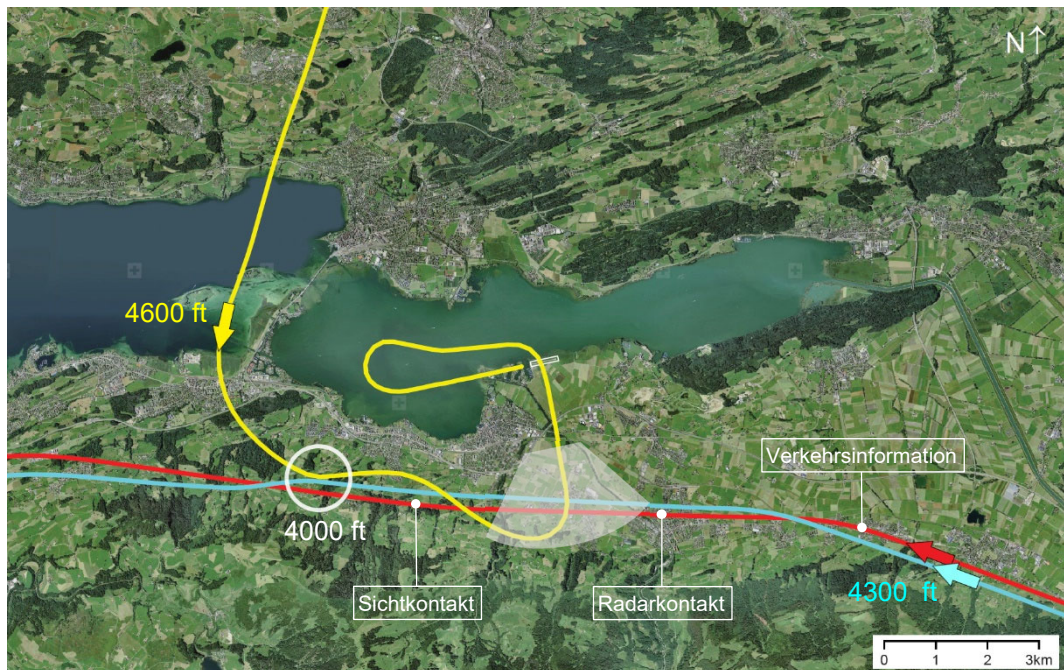 N↑
4600 ft
Verkehrsinformation
4000 ft
Sichtkontakt
Radarkontakt
4300 ft
0 1 2 3km